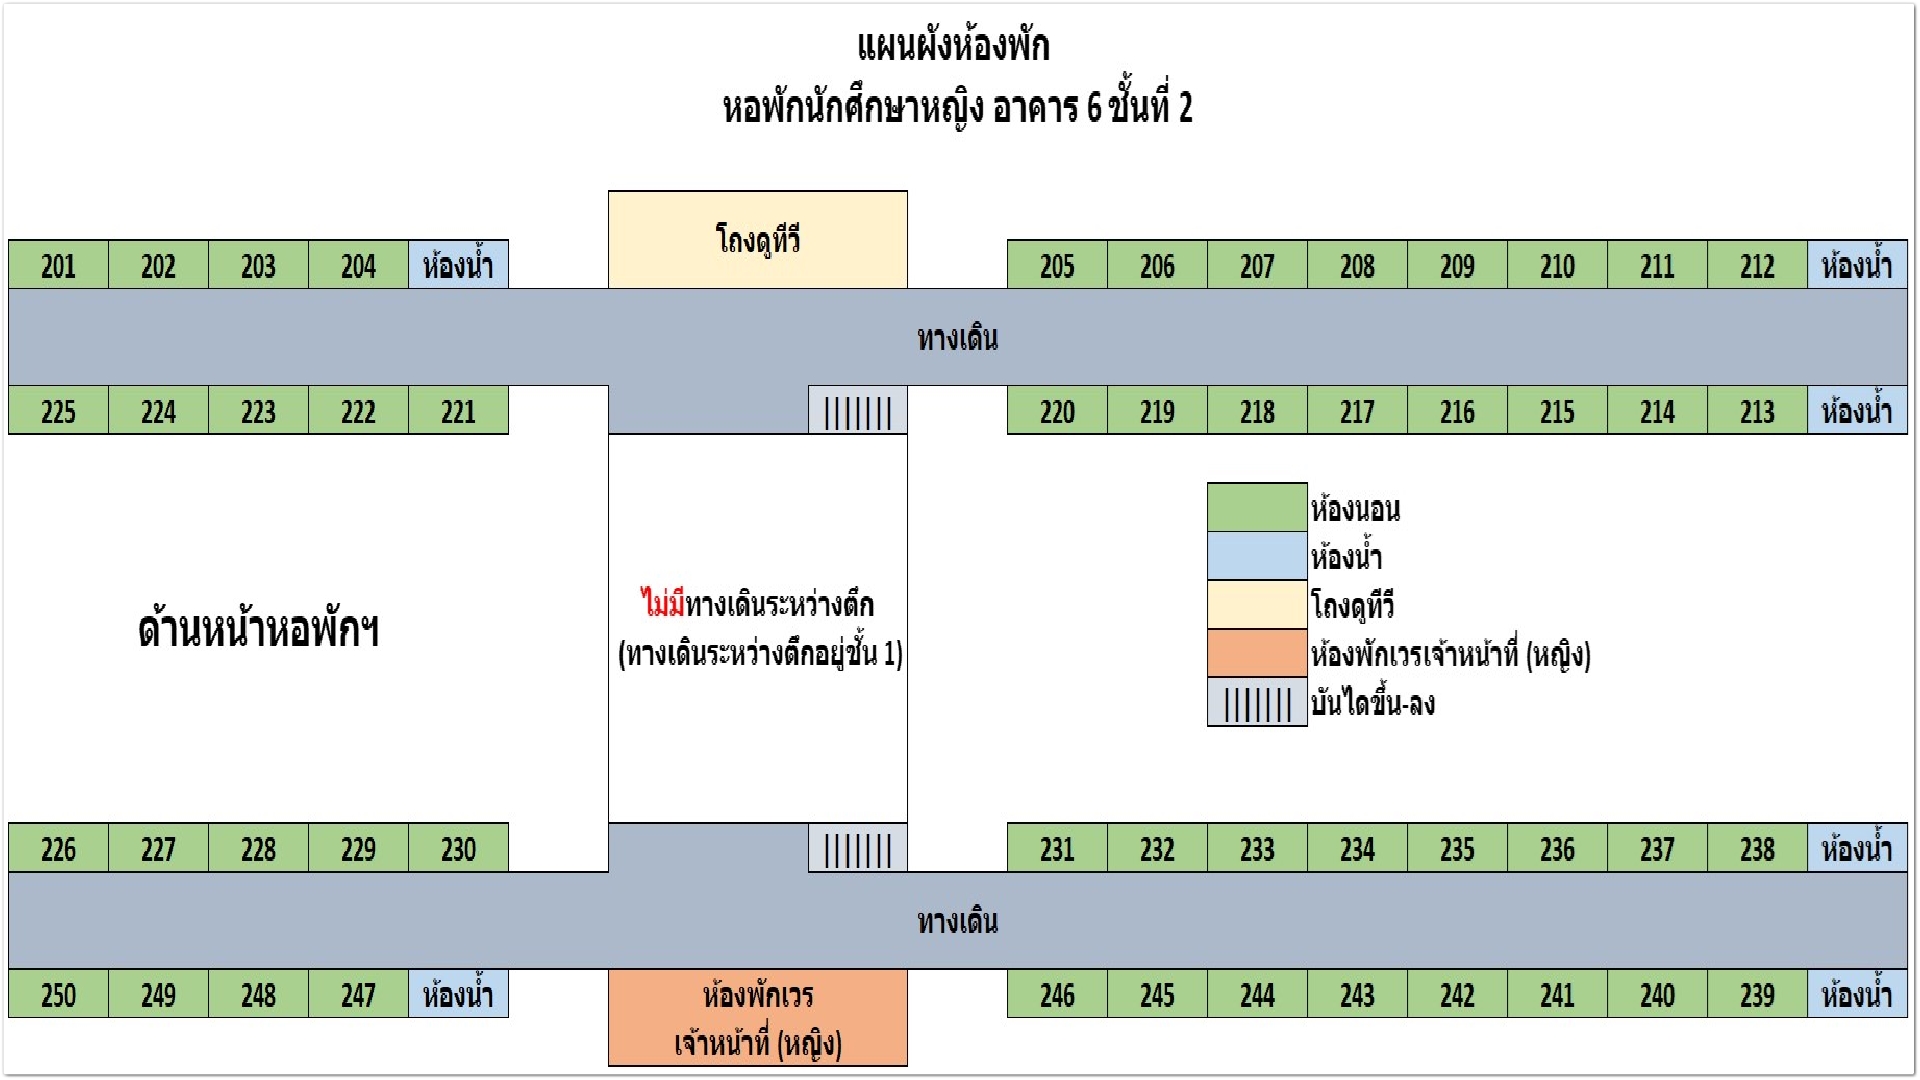 แผนผังห้องพัก
หอพักนักศึกษาหญิง อาคาร 6 ชั้นที่ 2
โถงดูทีวี
201 202 203 204 ห้องน้ำ 205 206 207 208 209 210 211 212 ห้องน้ำ
ทางเดิน
225 224 223 222 221 ||||||| 220 219 218 217 216 215 214 213 ห้องน้ำ
ห้องนอน
ห้องน้ำ
โถงดูทีวี
ห้องพักเวรเจ้าหน้าที่ (หญิง)
||||||| บันไดขึ้น-ลง
ไม่มีทางเดินระหว่างตึก
(ทางเดินระหว่างตึกอยู่ชั้น 1)
ด้านหน้าหอพักฯ
226 227 228 229 230 ||||||| 231 232 233 234 235 236 237 238 ห้องน้ำ
ทางเดิน
250 249 248 247 ห้องน้ำ 246 245 244 243 242 241 240 239 ห้องน้ำ
ห้องพักเวร
เจ้าหน้าที่ (หญิง)